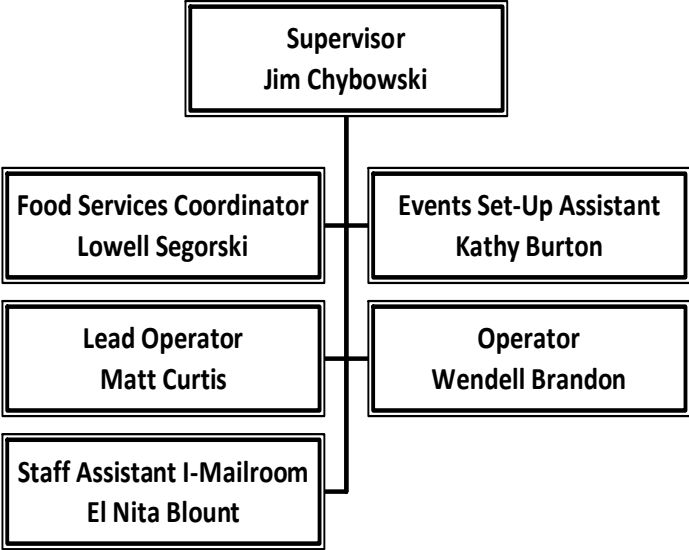 Supervisor
Jim Chybowski
Food Services Coordinator
Lowell Segorski
Events Set-Up Assistant
Kathy Burton
Lead Operator
Matt Curtis
Operator
Wendell Brandon
Staff Assistant I-Mailroom
El Nita Blount